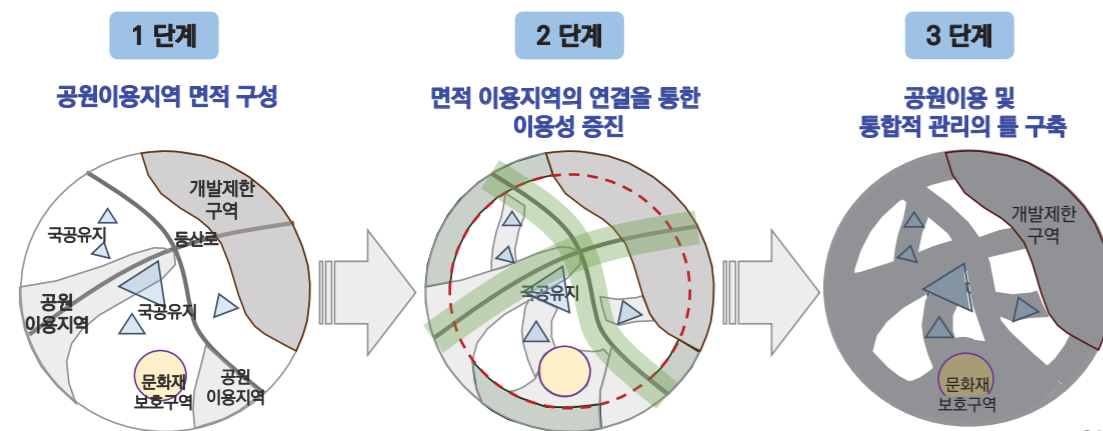 1 단계
공원이용지역 면적 구성
개발제한
구역
국공유지
등산로
공원
이용지역
국공유지
문화재
보호구역
공원
이용지역
2 단계
면적 이용지역의 연결을 통한
이용성 증진
국공유지
3 단계
공원이용 및
통합적 관리의 틀 구축
개발제한
구역
문화재
보호구역